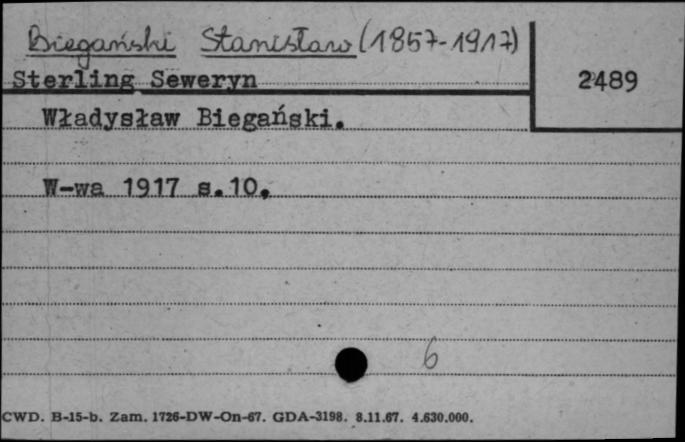 Biegański Stanisław (1857-1917)
Sterling Seweryn
2489
Władysław Biegański.
W-wa 1917 s.10.
6
CWD. B-15-b. Zam. 1726-DW-On-67. GDA-3198. 8.11.67. 4.630.000.